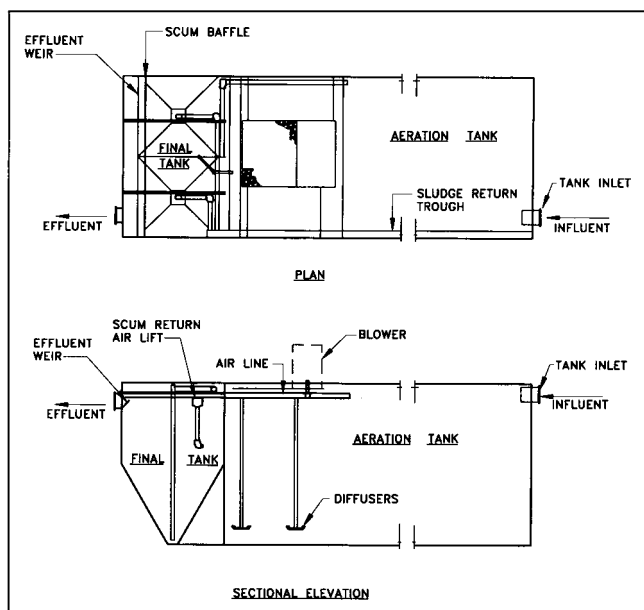 SCUM BAFFLE
EFFLUENT
WEIR
AERATION TANK
FINAL
TANK
SLUDGE RETURN
TROUGH
TANK INLET
EFFLUENT
INFLUENT
PLAN
SCUM RETURN
AIR LIFT
BLOWER
EFFLUENT
WEIR
AIR LINE
TANK INLET
EFFLUENT
INFLUENT
AERATION TANK
FINAL TANK
DIFFUSERS
SECTIONAL ELEVATION